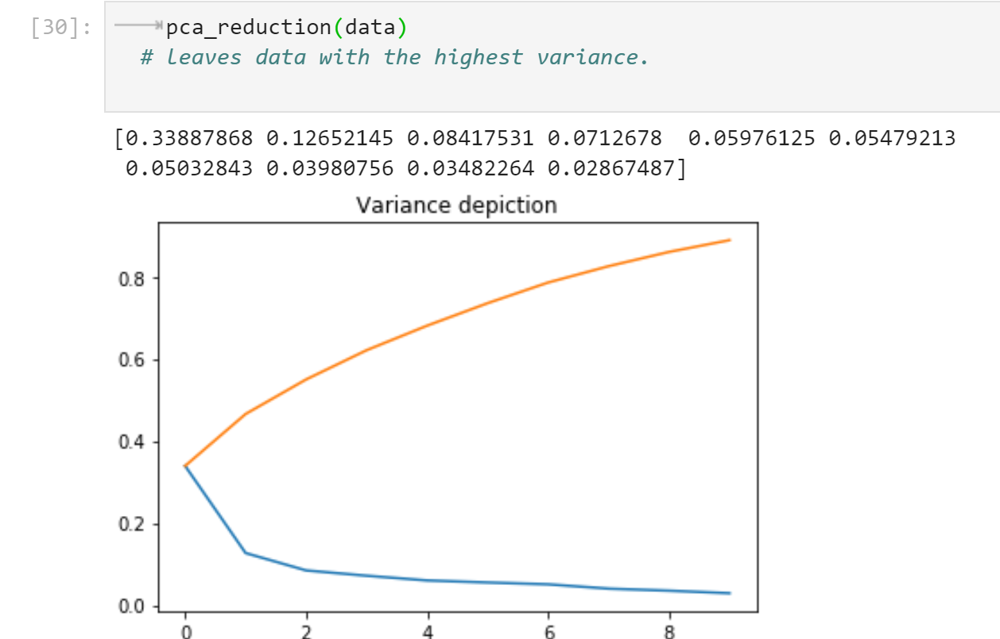 [30]: pca_reduction(data)
# leaves data with the highest variance.
[0.33887868 0.12652145 0.08417531 0.0712678  0.05976125 0.05479213
0.05032843 0.03980756 0.03482264 0.02867487]
Variance depiction
0.8
0.6
0.4
0.2
0.0
0 2 4 6 8